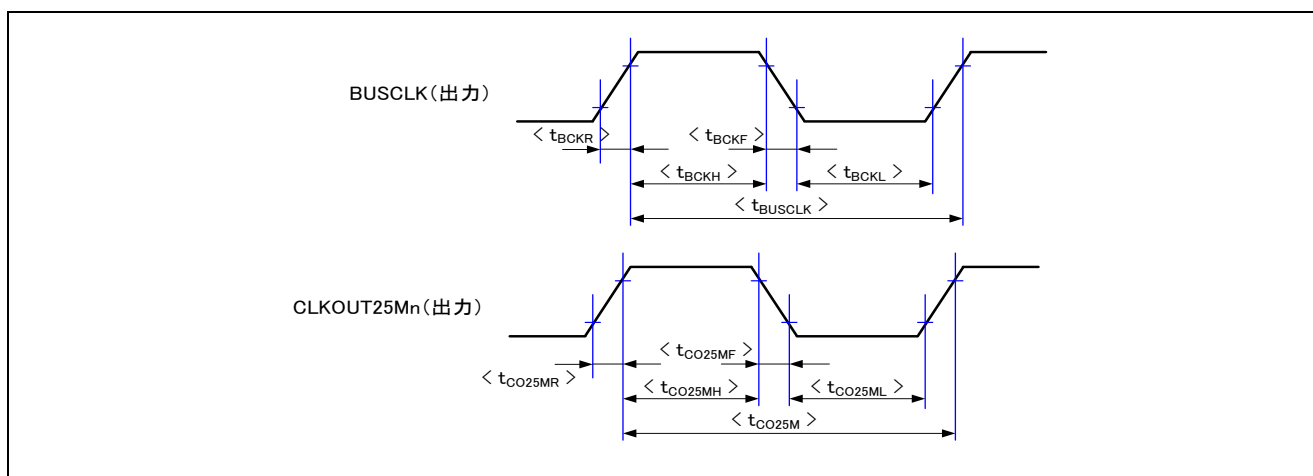 BUSCLK(出力)
< tBCKR >
< tBCKF >
< tBCKH >
< tBCKL >
< tBUSCLK >
CLKOUT25Mn(出力)
< tCO25MR >
< tCO25MF >
< tCO25MH >
< tCO25ML >
< tCO25M >